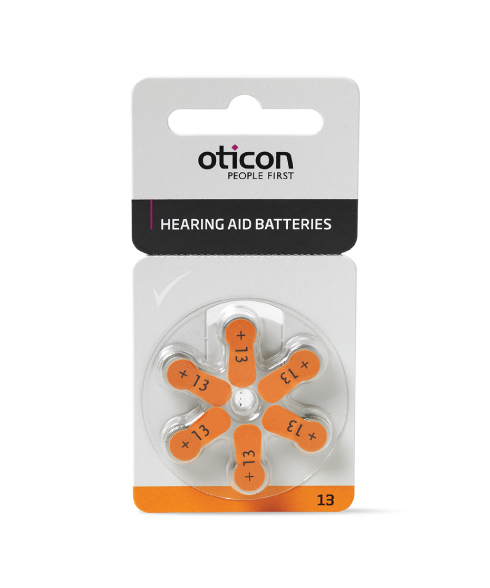 oticon
PEOPLE FIRST
HEARING AID BATTERIES
+ 13
+ 13
+ 13
+ 13
+ 13
+ 13
13